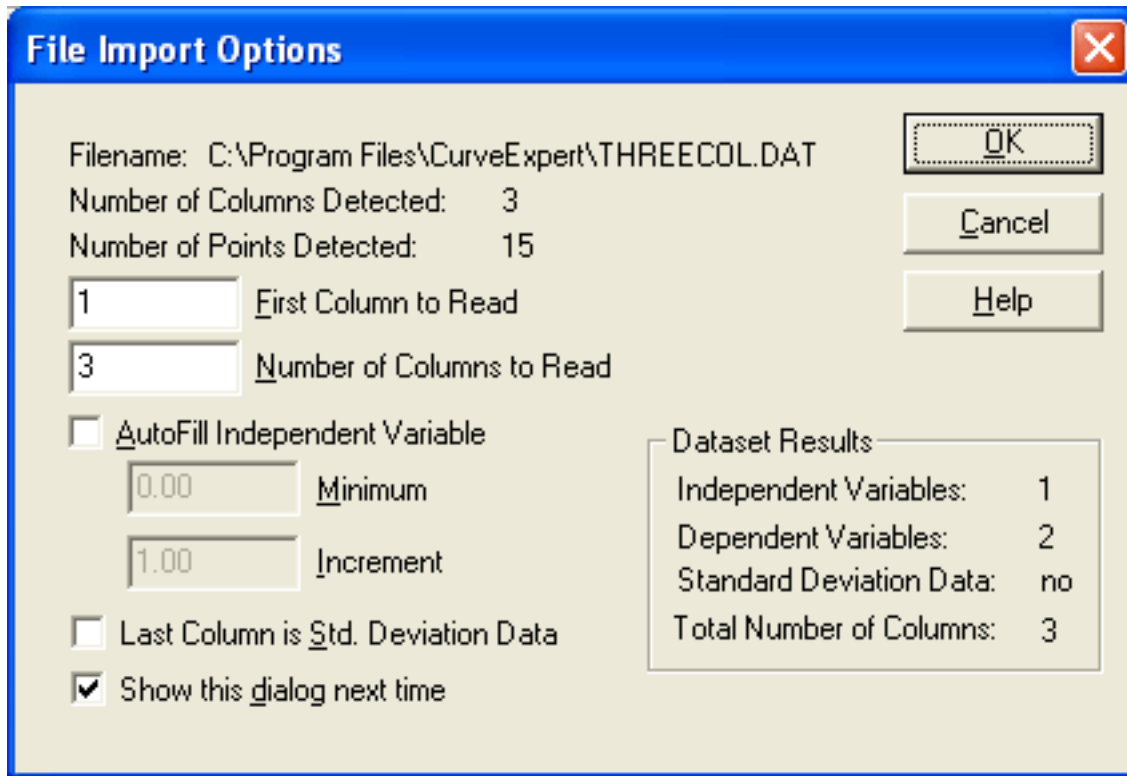 File Import Options
Filename: C:\Program Files\CurveExpert\THREECOL.DAT
Number of Columns Detected: 3
Number of Points Detected: 15
1 First Column to Read
3 Number of Columns to Read
AutoFill Independent Variable
0.00 Minimum
1.00 Increment
Last Column is Std. Deviation Data
Show this dialog next time
OK
Cancel
Help
Dataset Results
Independent Variables: 1
Dependent Variables: 2
Standard Deviation Data: no
Total Number of Columns: 3